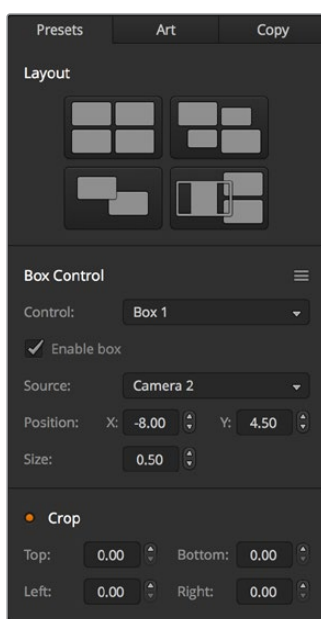 Presets Art Copy
Layout
Box Control
Control: Box 1
Enable box
Source: Camera 2
Position: X: -8.00 Y: 4.50
Size: 0.50
Crop
Top: 0.00 Bottom: 0.00
Left: 0.00 Right: 0.00